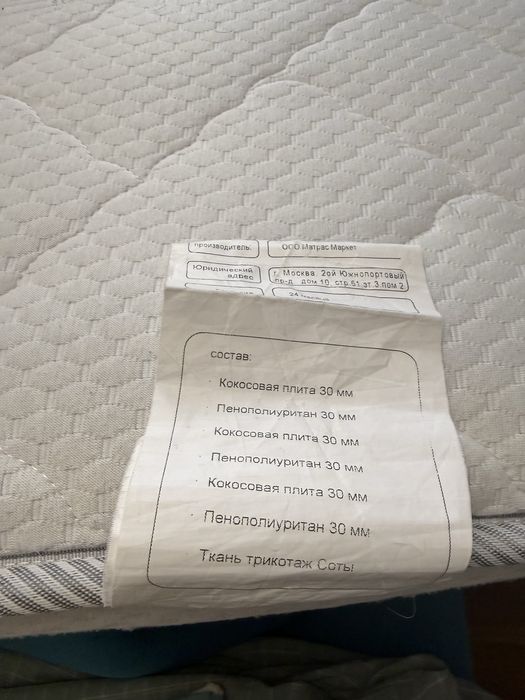 производитель:
ООО Матрас Маркет
Юридический адрес
г. Москва. 2ой Южнопортовый
пр-д. дом 10, стр.51 эт 3.пом 2
24
состав:
Кокосовая плита 30 мм
Пенополиуритан 30 мм
Кокосовая плита 30 мм
Пенополиуритан 30 мм
Кокосовая плита 30 мм
Пенополиуритан 30 мм
Ткань трикотаж Соты